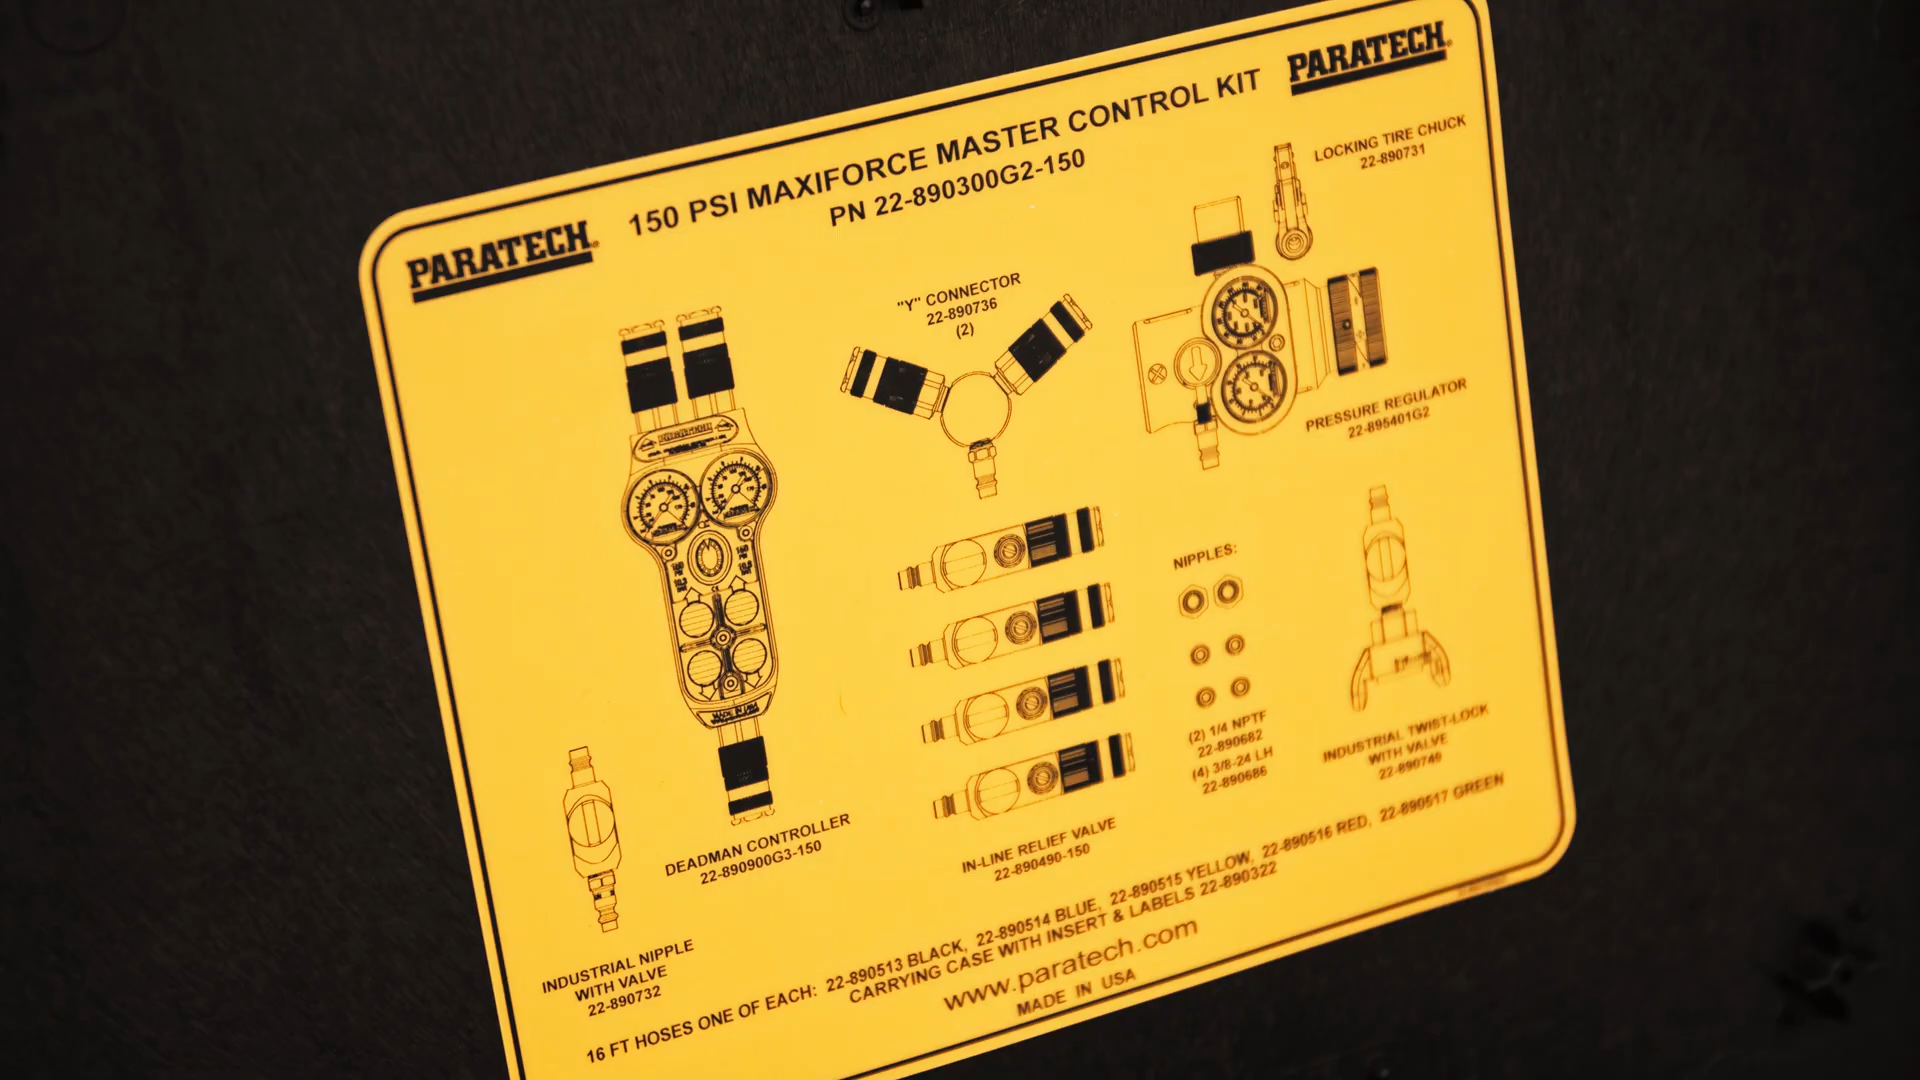 PARATECH
150 PSI MAXIFORCE MASTER CONTROL KIT
PN 22-890300G2-150
PARATECH
LOCKING TIRE CHUCK
22-890731
"Y" CONNECTOR
22-890736
(2)
PRESSURE REGULATOR
22-895401G2
PARATECH
DEADMAN CONTROLLER
22-890900G3-150
INDUSTRIAL NIPPLE
WITH VALVE
22-890732
IN-LINE RELIEF VALVE
22-890490-150
NIPPLES:
(2) 1/4 NPTF
22-890682
(4) 3/8-24 LH
22-890686
INDUSTRIAL TWIST-LOCK
WITH VALVE
22-890749
16 FT HOSES ONE OF EACH: 22-890513 BLACK, 22-890514 BLUE, 22-890515 YELLOW, 22-890516 RED, 22-890517 GREEN
CARRYING CASE WITH INSERT & LABELS 22-890322
www.paratech.com
MADE IN USA